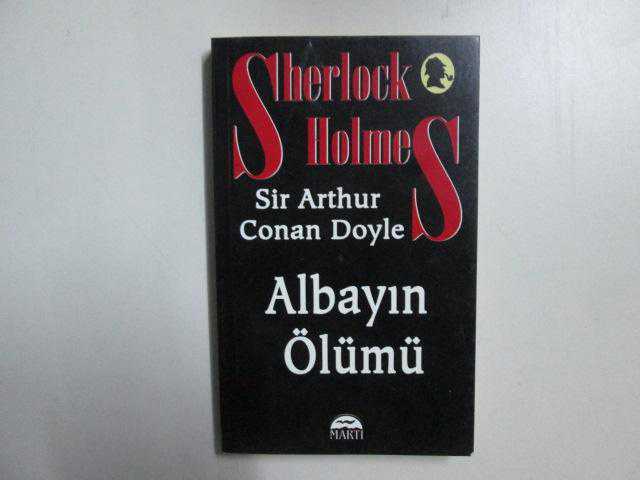 Sherlock
Holmes
Sir Arthur
Conan Doyle
Albayın
Ölümü
MARTI